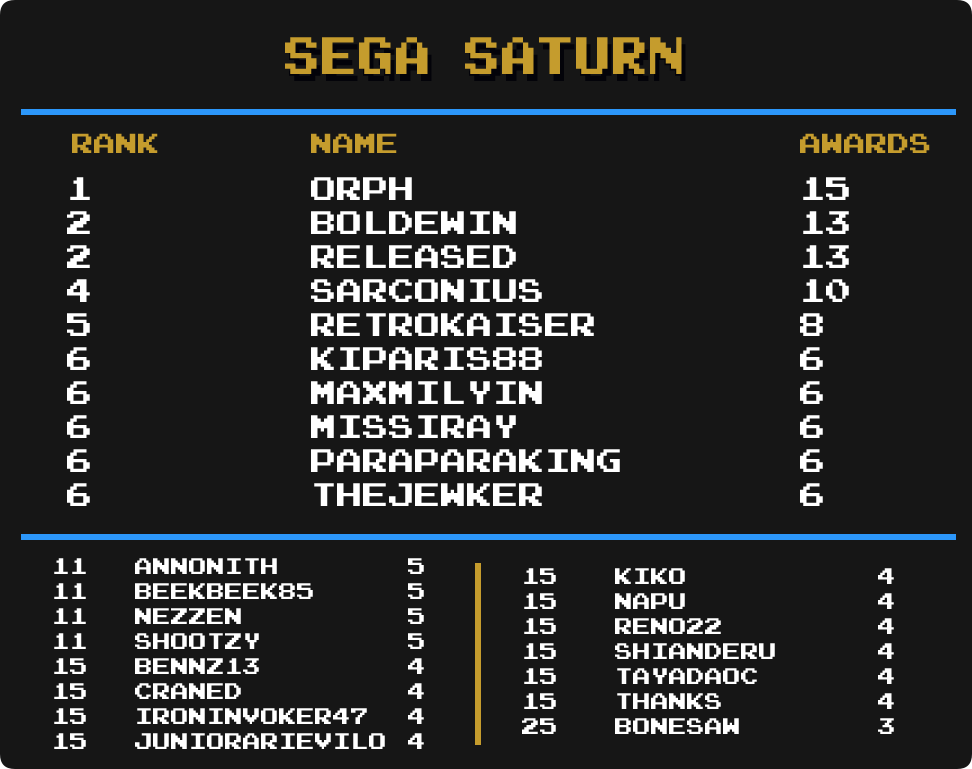 SEGA SATURN
RANK NAME AWARDS
1 ORPH 15
2 BOLDEWIN 13
2 RELEASED 13
4 SARCONIUS 10
5 RETROKAISER 8
6 KIPARIS88 6
6 MAXMILYIN 6
6 MISSIRAY 6
6 PARAPARAKING 6
6 THEJEWKER 6
11 ANNONITH 5
11 BEEKBEEK85 5
11 NEZZEN 5
11 SHOOTZY 5
15 BENNZ13 4
15 CRANED 4
15 IRONINVOKER47 4
15 JUNIORARIEVILO 4
15 KIKO 4
15 NAPU 4
15 RENO22 4
15 SHIANDERU 4
15 TAYADAOC 4
15 THANKS 4
25 BONESAW 3